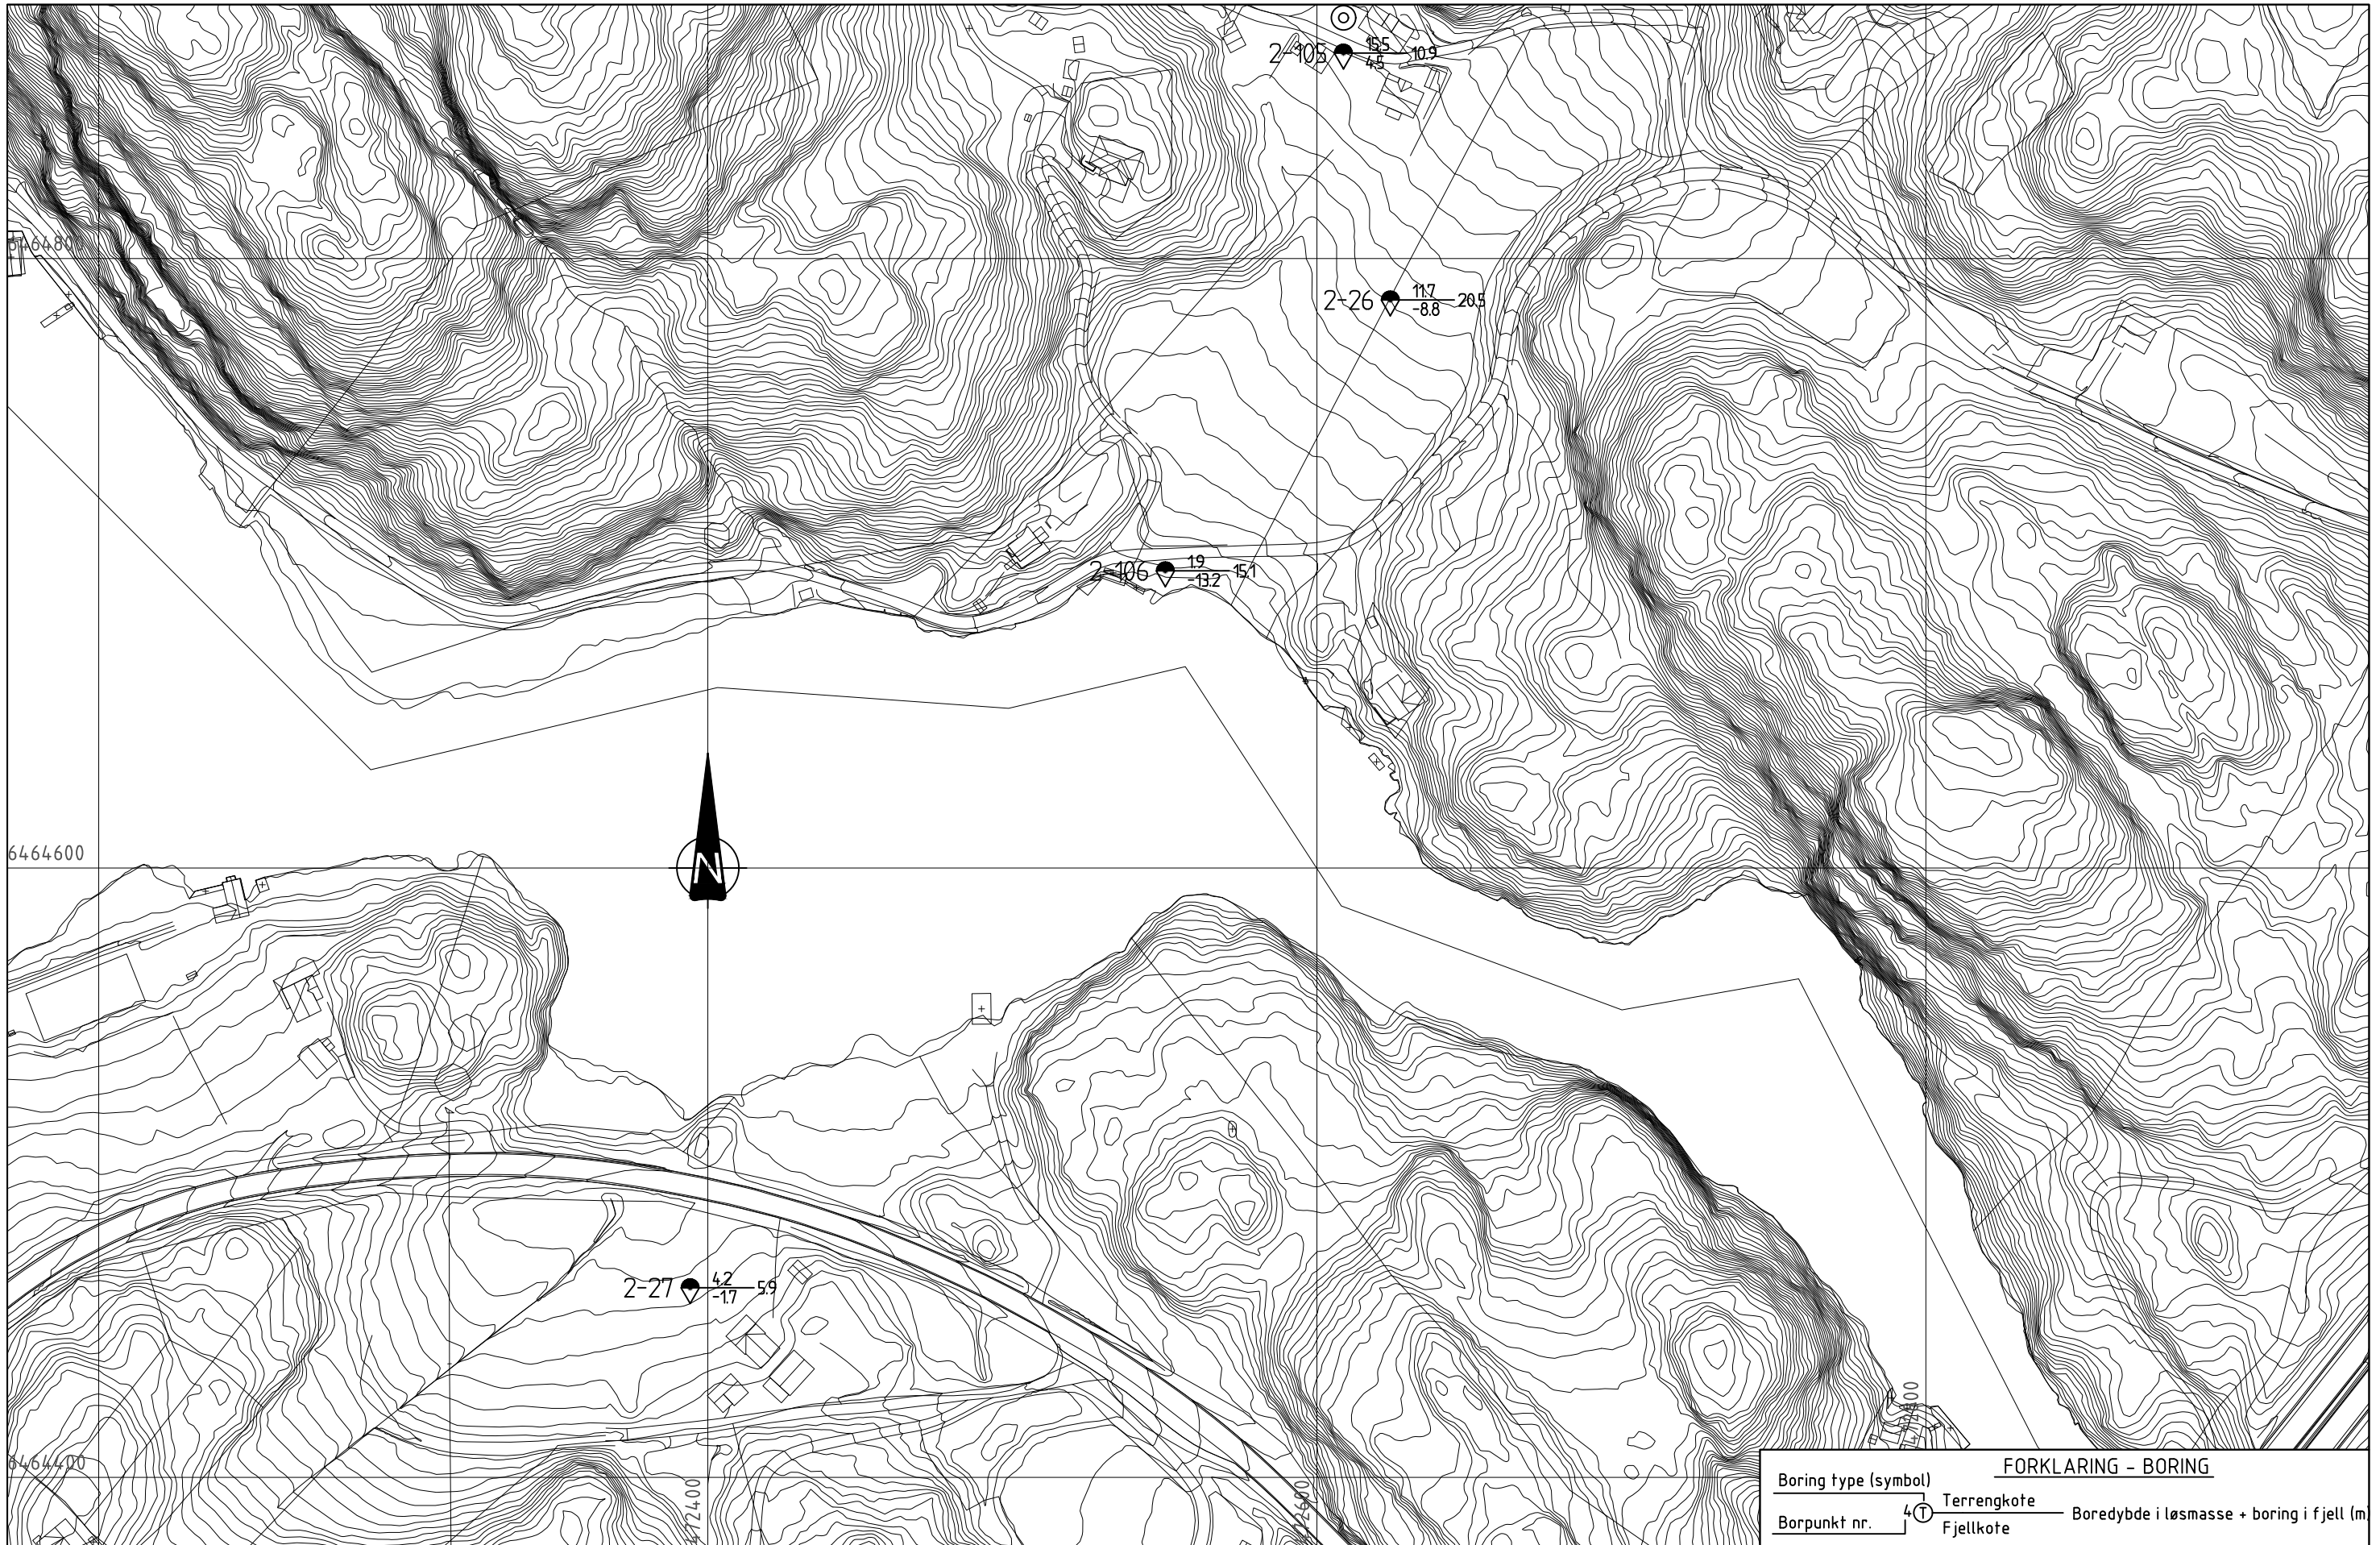 2-105 15.5 4.5 10.9
6464800
2-26 11.7 -8.8 20.5
2-106 1.9 -13.2 15.1
6464600
N
2-27 4.2 -1.7 5.9
6464400
FORKLARING - BORING
Boring type (symbol)
Terrengkote
4 T Boredybde i løsmasse + boring i fjell (m
Borpunkt nr.
Fjellkote